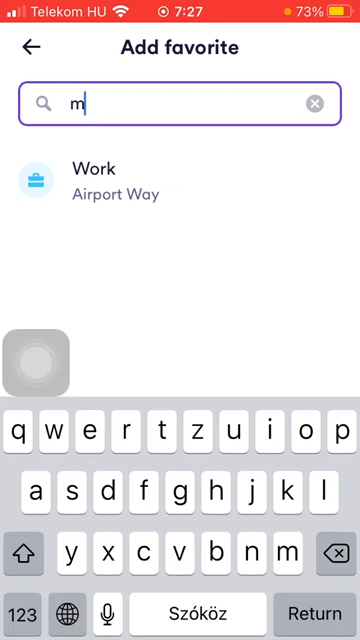 Telekom HU 7:27 73%
Add favorite
m
Work
Airport Way
q w e r t z u i o p
a s d f g h j k l
y x c v b n m
123 Szóköz Return